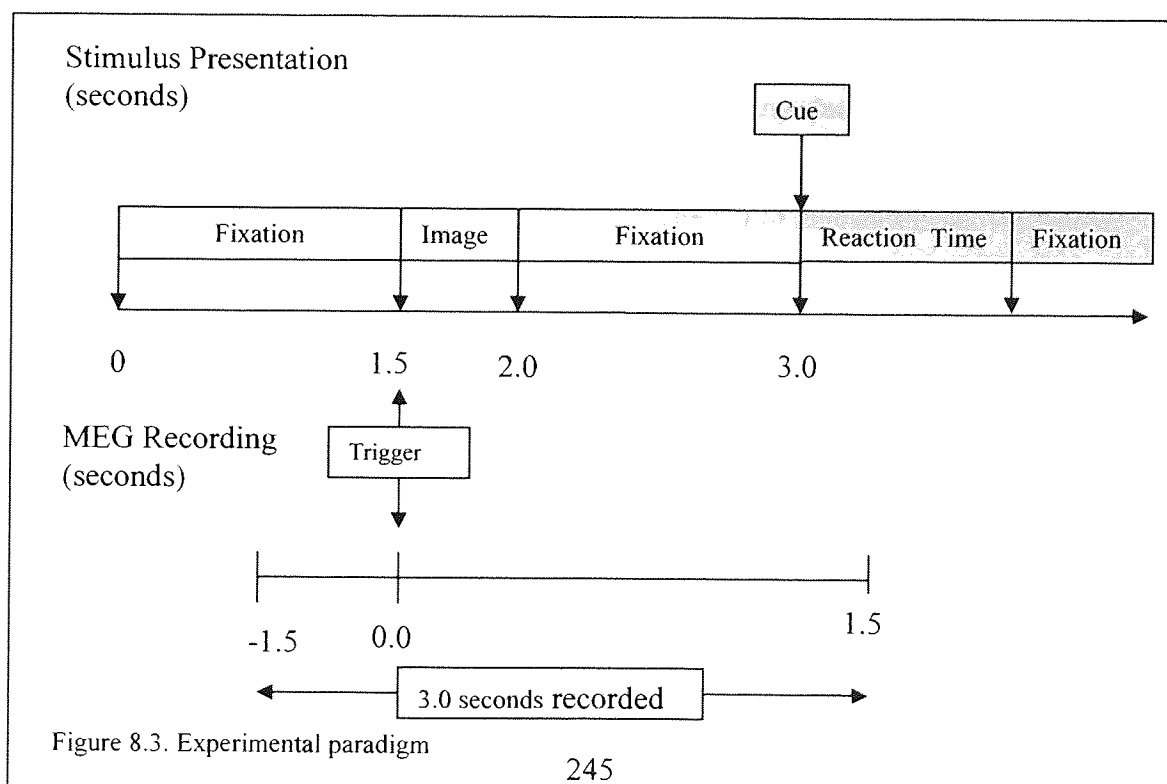 Stimulus Presentation
(seconds)
Cue
Fixation Image Fixation Reaction Time Fixation
0 1.5 2.0 3.0
MEG Recording
(seconds)
Trigger
-1.5 0.0 1.5
3.0 seconds recorded
Figure 8.3. Experimental paradigm
245